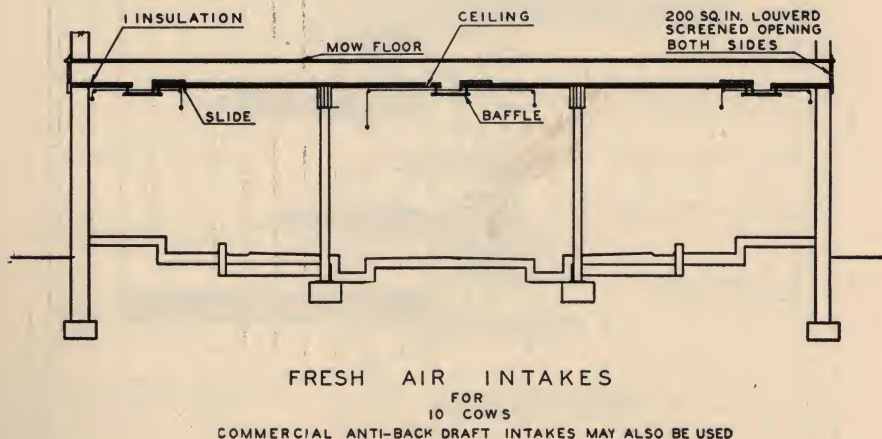 1 INSULATION
MOW FLOOR
CEILING
200 SQ. IN. LOUVERD
SCREENED OPENING
BOTH SIDES
SLIDE
BAFFLE
FRESH AIR INTAKES
FOR
10 COWS
COMMERCIAL ANTI-BACK DRAFT INTAKES MAY ALSO BE USED